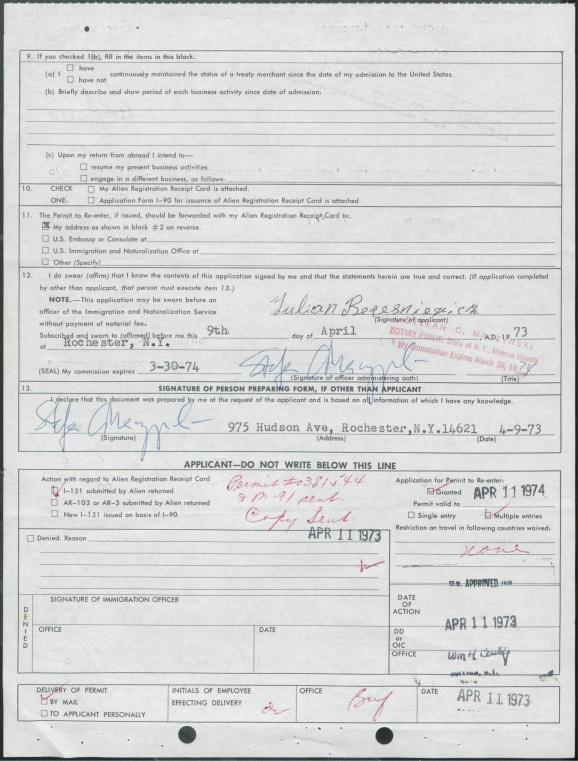 9. If you checked 1(b), fill in the items in this block.
(a) I ☐ have
☐ have not continuously maintained the status of a treaty merchant since the date of my admission to the United States.
(b) Briefly describe and show period of each business activity since date of admission:
(c) Upon my return from abroad I intend to—
☐ resume my present business activities.
☐ engage in a different business, as follows:
10. CHECK ☐ My Alien Registration Receipt Card is attached.
ONE: ☐ Application Form I-90 for issuance of Alien Registration Receipt Card is attached.
11. The Permit to Re-enter, if issued, should be forwarded with my Alien Registration Receipt Card to:
☒ My address as shown in block #2 on reverse.
☐ U.S. Embassy or Consulate at
☐ U.S. Immigration and Naturalization Office at
☐ Other (Specify)
12. I do swear (affirm) that I know the contents of this application signed by me and that the statements herein are true and correct. (If application completed
by other than applicant, that person must execute item 13.)
NOTE.—This application may be sworn before an
officer of the Immigration and Naturalization Service
without payment of notarial fee.
(Signature of applicant)
Subscribed and sworn to (affirmed) before me this 9th day of April, A.D. 1973
at Rochester, N.Y.
NOTARY PUBLIC, State of N.Y., Monroe County
My Commission Expires March 30, 1974
(SEAL) My commission expires 3-30-74
(Signature of officer administering oath) (Title)
13. SIGNATURE OF PERSON PREPARING FORM, IF OTHER THAN APPLICANT
I declare that this document was prepared by me at the request of the applicant and is based on all information of which I have any knowledge.
975 Hudson Ave, Rochester,N.Y.14621 4-9-73
(Signature) (Address) (Date)
APPLICANT—DO NOT WRITE BELOW THIS LINE
Action with regard to Alien Registration Receipt Card
☑ I-151 submitted by Alien returned
☐ AR-103 or AR-3 submitted by Alien returned
☐ New I-151 issued on basis of I-90
Copy Sent
APR 11 1973
Application for Permit to Re-enter:
☑ Granted APR 11 1974
Permit valid to
☐ Single entry ☑ Multiple entries
Restriction on travel in following countries waived:
none
☐ Denied. Reason
DENIED
SIGNATURE OF IMMIGRATION OFFICER
OFFICE DATE
APPROVED
DATE
OF
ACTION
APR 11 1973
DD
or
OIC
OFFICE
DELIVERY OF PERMIT
☑ BY MAIL
☐ TO APPLICANT PERSONALLY
INITIALS OF EMPLOYEE
EFFECTING DELIVERY
OFFICE
Buf
DATE APR 11 1973